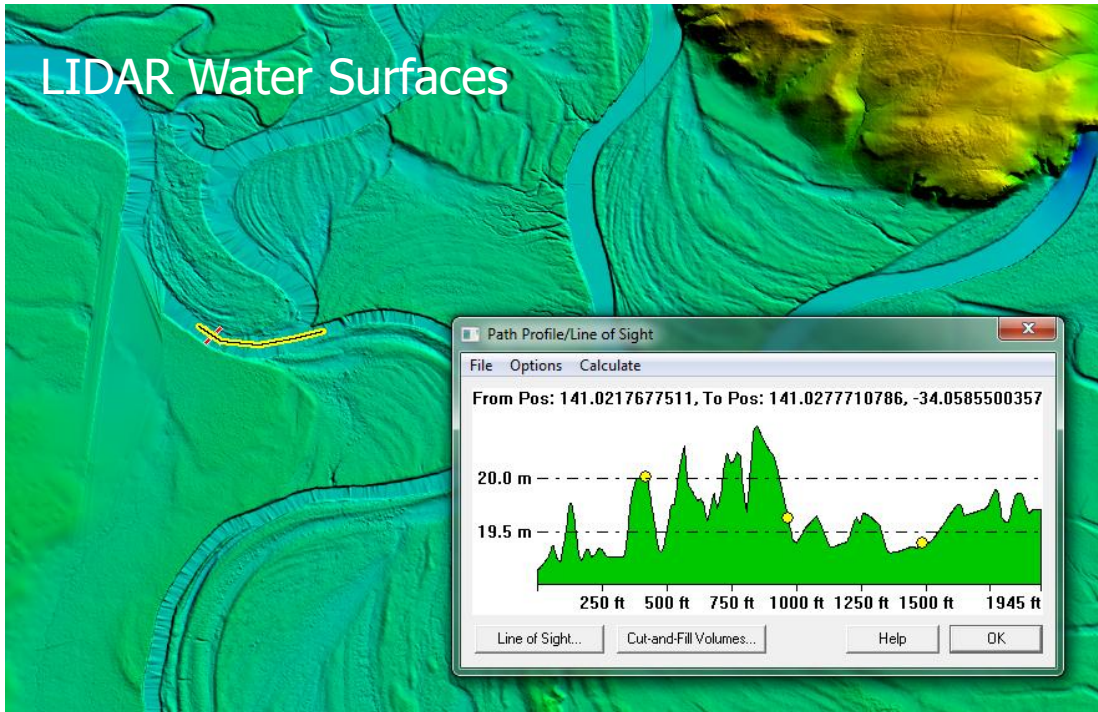 LIDAR Water Surfaces
Path Profile/Line of Sight
File Options Calculate
From Pos: 141.0217677511, To Pos: 141.0277710786, -34.0585500357
20.0 m
19.5 m
250 ft 500 ft 750 ft 1000 ft 1250 ft 1500 ft 1945 ft
Line of Sight... Cut-and-Fill Volumes... Help OK